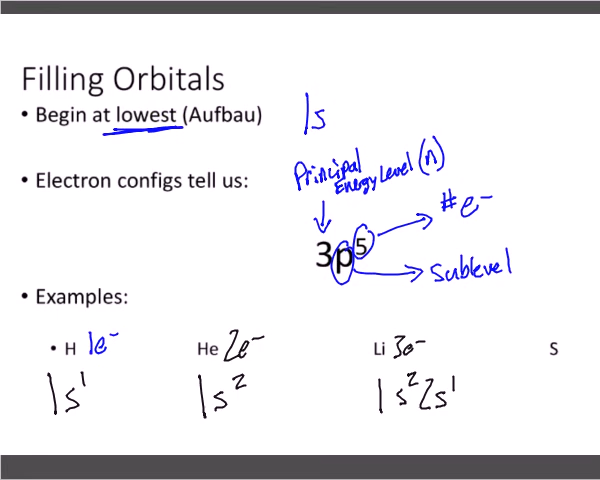 Filling Orbitals
• Begin at lowest (Aufbau)
1s
Principal
Energy Level (n)
• Electron configs tell us:
# e-
3p⁵
Sublevel
• Examples:
• H 1e- He 2e- Li 3e- S
1s¹ 1s² 1s²2s¹